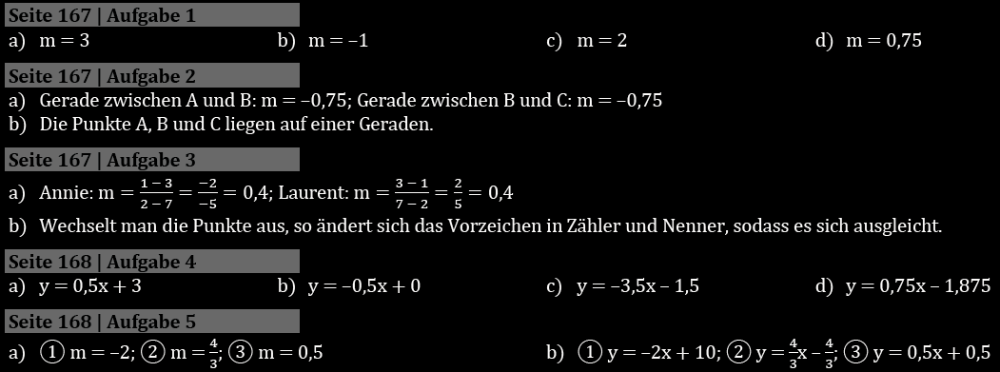 Seite 167 | Aufgabe 1
a) m = 3 b) m = –1 c) m = 2 d) m = 0,75
Seite 167 | Aufgabe 2
a) Gerade zwischen A und B: m = –0,75; Gerade zwischen B und C: m = –0,75
b) Die Punkte A, B und C liegen auf einer Geraden.
Seite 167 | Aufgabe 3
a) Annie: m = \frac{1 – 3}{2 – 7} = \frac{–2}{–5} = 0,4; Laurent: m = \frac{3 – 1}{7 – 2} = \frac{2}{5} = 0,4
b) Wechselt man die Punkte aus, so ändert sich das Vorzeichen in Zähler und Nenner, sodass es sich ausgleicht.
Seite 168 | Aufgabe 4
a) y = 0,5x + 3 b) y = –0,5x + 0 c) y = –3,5x – 1,5 d) y = 0,75x – 1,875
Seite 168 | Aufgabe 5
a) ① m = –2; ② m = \frac{4}{3}; ③ m = 0,5 b) ① y = –2x + 10; ② y = \frac{4}{3}x – \frac{4}{3}; ③ y = 0,5x + 0,5